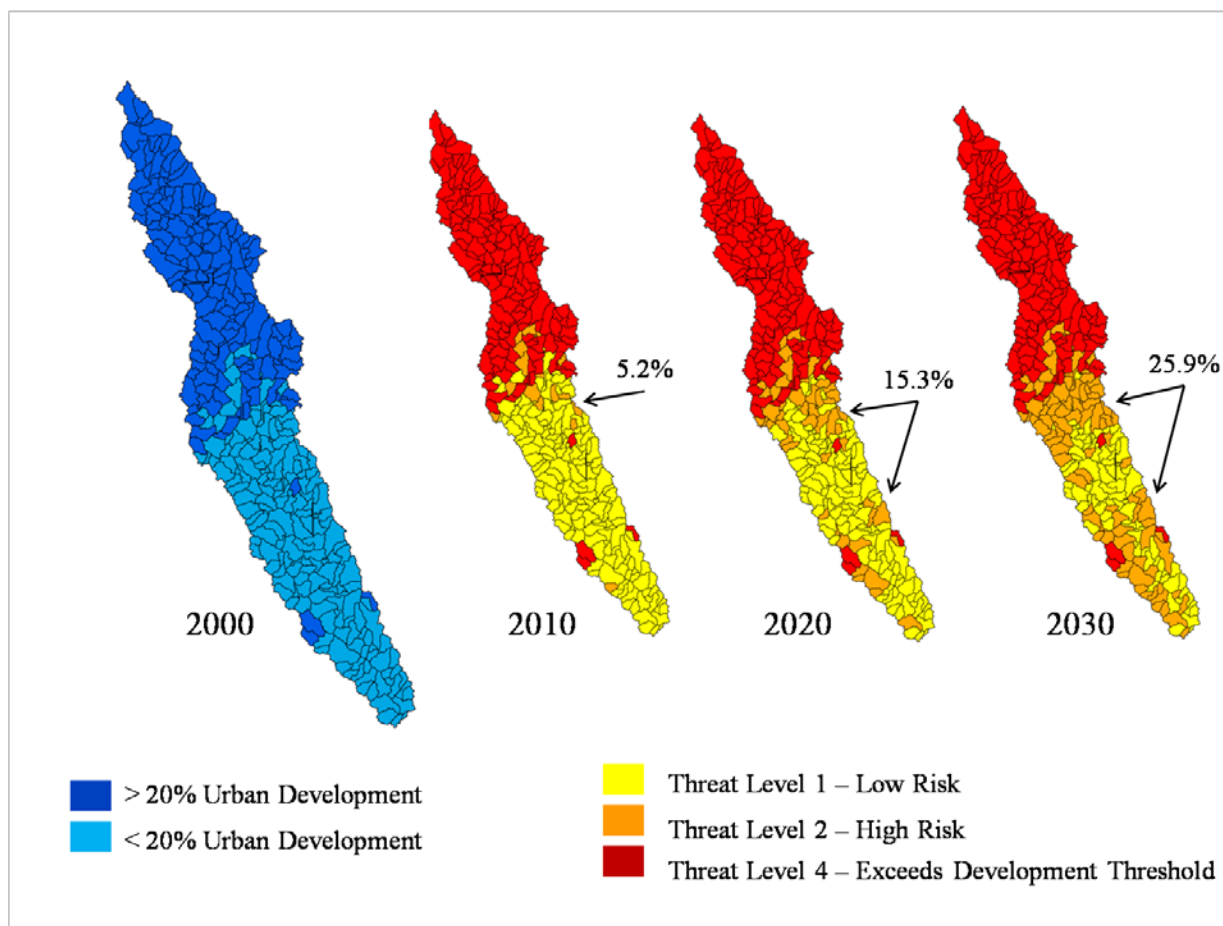 5.2%
15.3%
25.9%
2000
2010
2020
2030
> 20% Urban Development
< 20% Urban Development
Threat Level 1 – Low Risk
Threat Level 2 – High Risk
Threat Level 4 – Exceeds Development Threshold